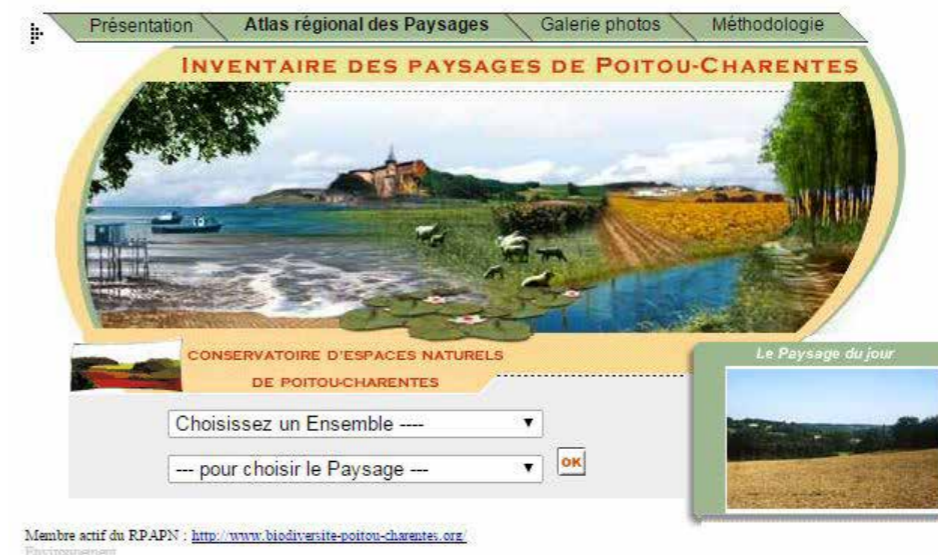 Présentation Atlas régional des Paysages Galerie photos Méthodologie
INVENTAIRE DES PAYSAGES DE POITOU-CHARENTES
CONSERVATOIRE D'ESPACES NATURELS
DE POITOU-CHARENTES
Le Paysage du jour
Choisissez un Ensemble ----
--- pour choisir le Paysage --- OK
Membre actif du RPAPN : http://www.biodiversite-poitou-charentes.org/
Environnement